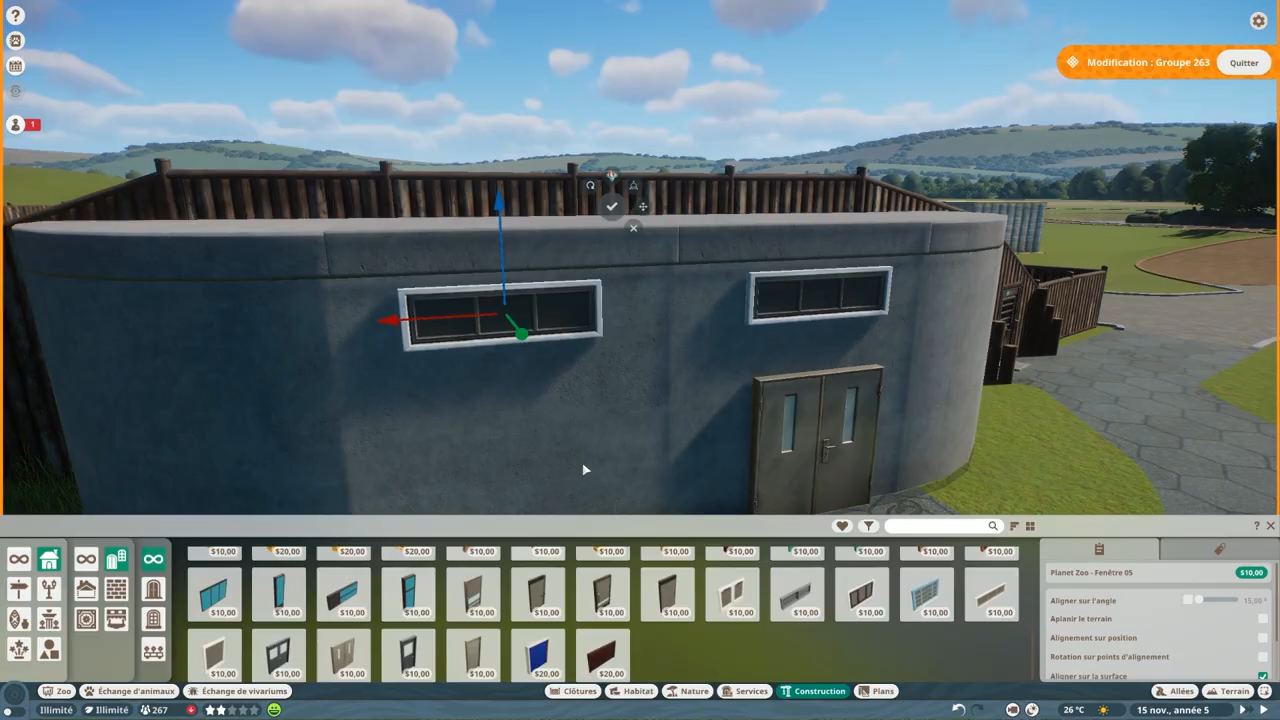 ?
Modification : Groupe 263
Quitter
1
?
$10,00 $20,00 $20,00 $20,00 $10,00 $10,00 $10,00 $10,00 $10,00 $10,00 $10,00 $10,00 $10,00
Planet Zoo - Fenêtre 05 $10,00
$10,00 $10,00 $10,00 $10,00 $10,00 $10,00 $10,00 $10,00 $10,00 $10,00 $10,00 $10,00 $10,00
Aligner sur l'angle 15,00 °
Aplanir le terrain
Alignement sur position
Rotation sur points d'alignement
Aligner sur la surface
$10,00 $10,00 $10,00 $10,00 $10,00 $20,00 $20,00
Zoo Échange d'animaux Échange de vivariums Clôtures Habitat Nature Services Construction Plans Allées Terrain
Illimité Illimité 267 26 °C 15 nov., année 5